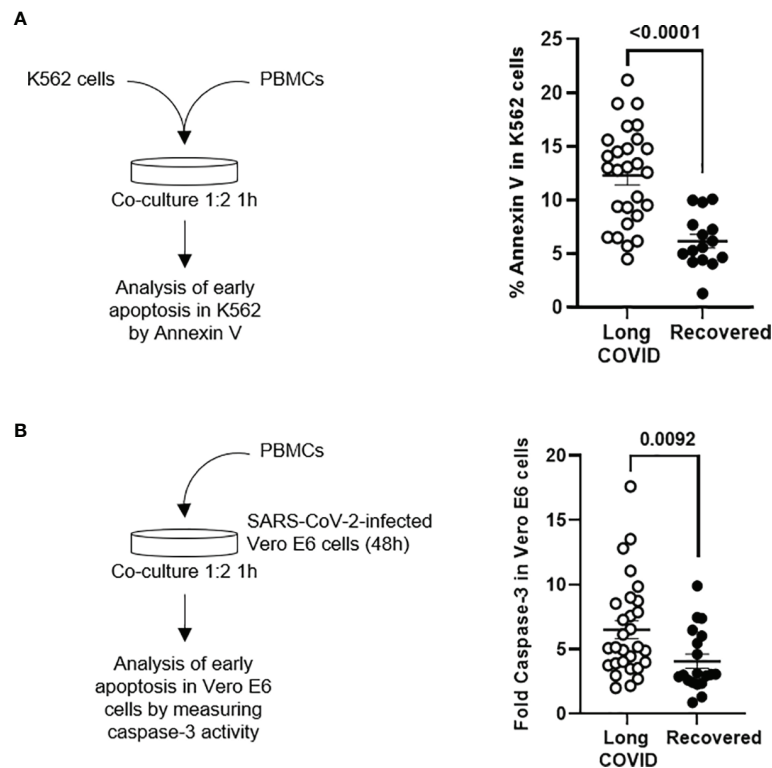 A
K562 cells
PBMCs
Co-culture 1:2 1h
Analysis of early
apoptosis in K562
by Annexin V
<0.0001
% Annexin V in K562 cells
25
20
15
10
5
0
Long
COVID
Recovered
B
PBMCs
SARS-CoV-2-infected
Vero E6 cells (48h)
Co-culture 1:2 1h
Analysis of early
apoptosis in Vero E6
cells by measuring
caspase-3 activity
0.0092
Fold Caspase-3 in Vero E6 cells
20
15
10
5
0
Long
COVID
Recovered